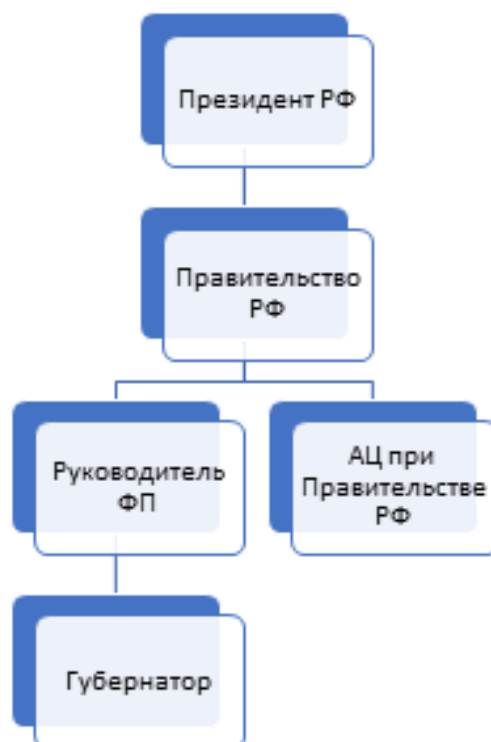 Президент РФ
Правительство
РФ
Руководитель
ФП
АЦ при
Правительстве
РФ
Губернатор